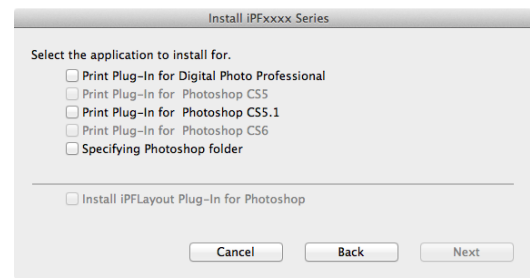 Install iPFxxxx Series
Select the application to install for.
Print Plug-In for Digital Photo Professional
Print Plug-In for Photoshop CS5
Print Plug-In for Photoshop CS5.1
Print Plug-In for Photoshop CS6
Specifying Photoshop folder
Install iPFLayout Plug-In for Photoshop
Cancel Back Next